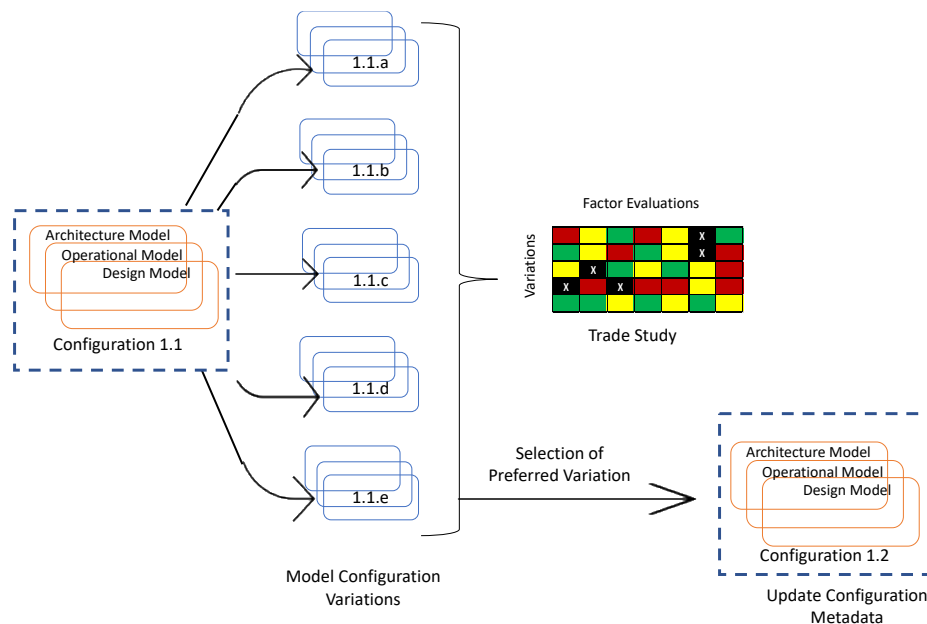 1.1.a
1.1.b
Architecture Model
Operational Model
Design Model
Configuration 1.1
1.1.c
1.1.d
1.1.e
Model Configuration
Variations
Factor Evaluations
Variations
X
X
X
X X
Trade Study
Selection of
Preferred Variation
Architecture Model
Operational Model
Design Model
Configuration 1.2
Update Configuration
Metadata